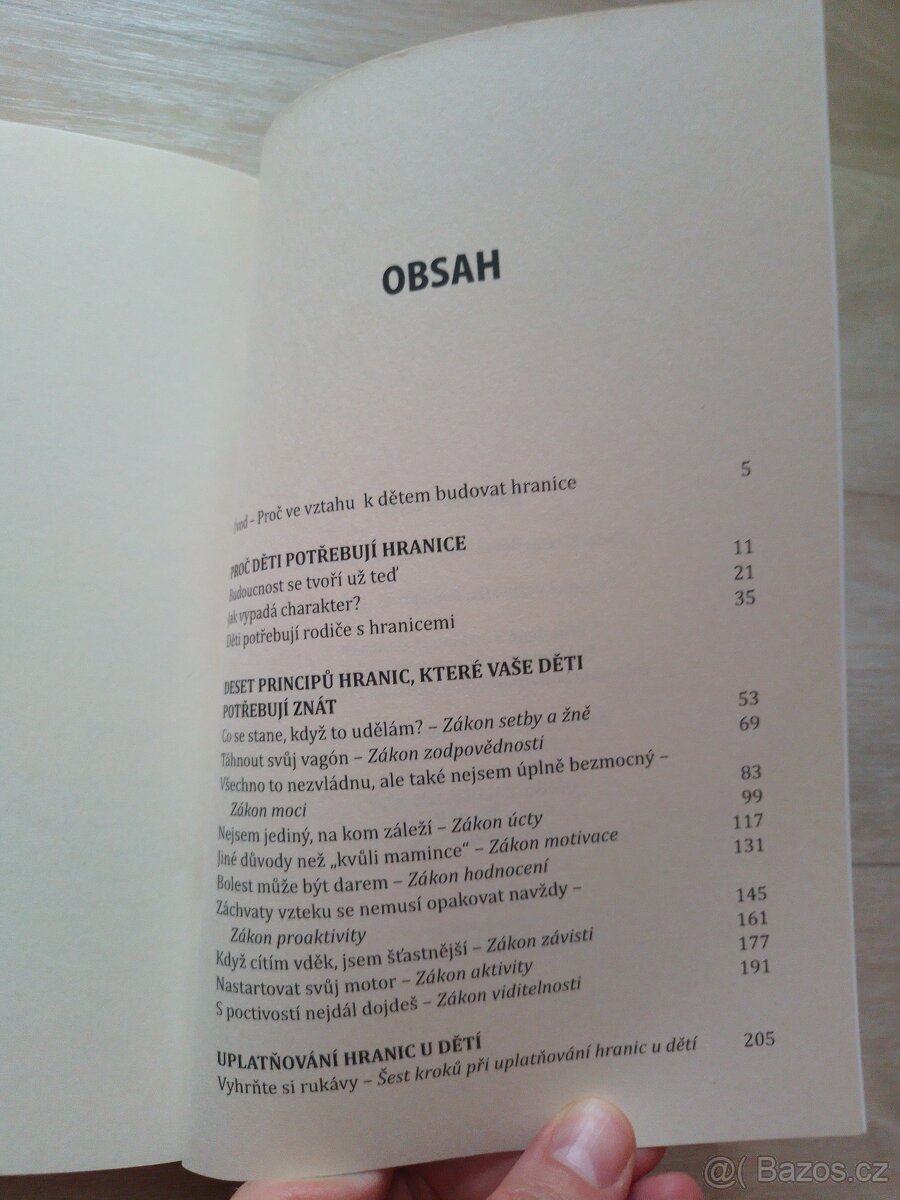 OBSAH
Úvod – Proč ve vztahu k dětem budovat hranice 5
PROČ DĚTI POTŘEBUJÍ HRANICE
Budoucnost se tvoří už teď 11
Jak vypadá charakter? 21
Děti potřebují rodiče s hranicemi 35
DESET PRINCIPŮ HRANIC, KTERÉ VAŠE DĚTI
POTŘEBUJÍ ZNÁT
Co se stane, když to udělám? – Zákon setby a žně 53
Táhnout svůj vagón – Zákon zodpovědnosti 69
Všechno to nezvládnu, ale také nejsem úplně bezmocný –
Zákon moci 83
Nejsem jediný, na kom záleží – Zákon úcty 99
Jiné důvody než „kvůli mamince“ – Zákon motivace 117
Bolest může být darem – Zákon hodnocení 131
Záchvaty vzteku se nemusí opakovat navždy –
Zákon proaktivity 145
Když cítím vděk, jsem šťastnější – Zákon závisti 161
Nastartovat svůj motor – Zákon aktivity 177
S poctivostí nejdál dojdeš – Zákon viditelnosti 191
UPLATŇOVÁNÍ HRANIC U DĚTÍ
Vyhrňte si rukávy – Šest kroků při uplatňování hranic u dětí 205
@( Bazos.cz